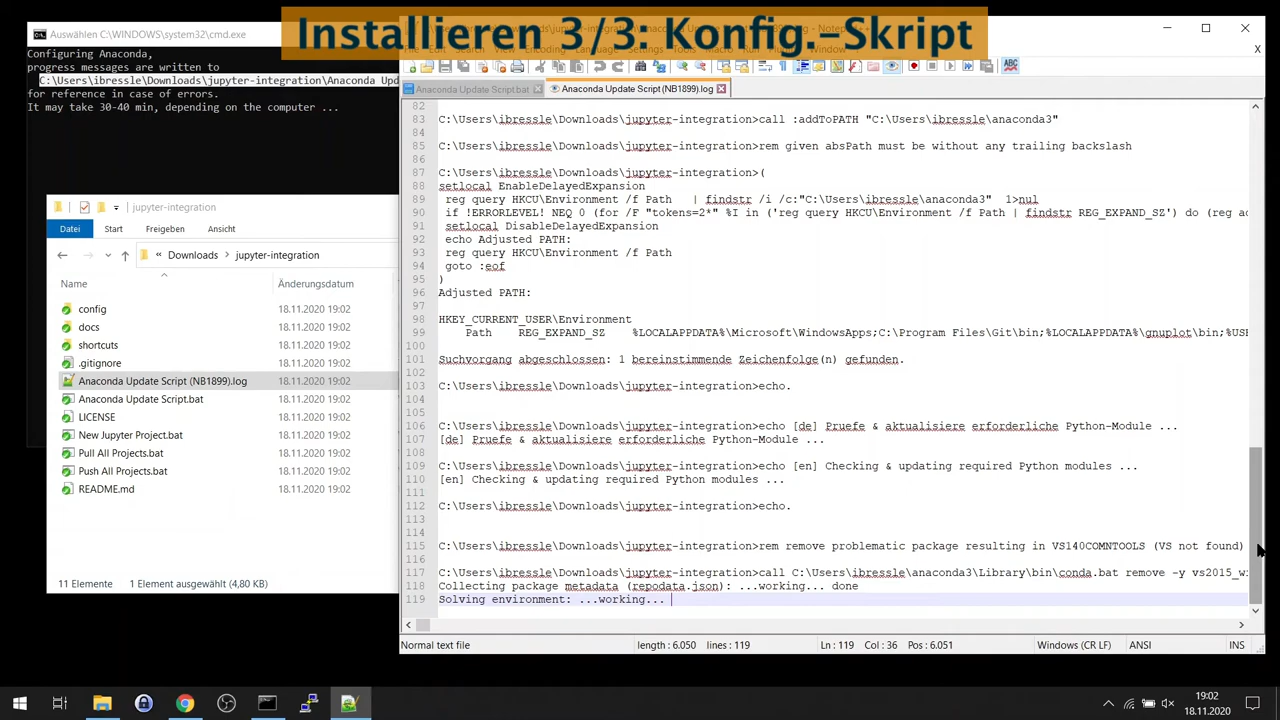 Installieren 3/3: Konfig.-Skript
Auswählen C:\WINDOWS\system32\cmd.exe
Configuring Anaconda,
progress messages are written to
C:\Users\ibressle\Downloads\jupyter-integration\Anaconda Upd
for reference in case of errors.
It may take 30-40 min, depending on the computer ...
jupyter-integration
Datei Start Freigeben Ansicht
« Downloads > jupyter-integration
Name Änderungsdatum
config 18.11.2020 19:02
docs 18.11.2020 19:02
shortcuts 18.11.2020 19:02
.gitignore 18.11.2020 19:02
Anaconda Update Script (NB1899).log 18.11.2020 19:02
Anaconda Update Script.bat 18.11.2020 19:02
LICENSE 18.11.2020 19:02
New Jupyter Project.bat 18.11.2020 19:02
Pull All Projects.bat 18.11.2020 19:02
Push All Projects.bat 18.11.2020 19:02
README.md 18.11.2020 19:02
11 Elemente 1 Element ausgewählt (4,80 KB)
Search View Encoding Language Settings Tools Macro Run Window
ABC
Anaconda Update Script.bat Anaconda Update Script (NB1899).log
82
83 C:\Users\ibressle\Downloads\jupyter-integration>call :addToPATH "C:\Users\ibressle\anaconda3"
84
85 C:\Users\ibressle\Downloads\jupyter-integration>rem given absPath must be without any trailing backslash
86
87 C:\Users\ibressle\Downloads\jupyter-integration>(
88 setlocal EnableDelayedExpansion
89 reg query HKCU\Environment /f Path | findstr /i /c:"C:\Users\ibressle\anaconda3" 1>nul
90 if !ERRORLEVEL! NEQ 0 (for /F "tokens=2*" %I in ('reg query HKCU\Environment /f Path | findstr REG_EXPAND_SZ') do (reg ad
91 setlocal DisableDelayedExpansion
92 echo Adjusted PATH:
93 reg query HKCU\Environment /f Path
94 goto :eof
95 )
96 Adjusted PATH:
97
98 HKEY_CURRENT_USER\Environment
99 Path REG_EXPAND_SZ %LOCALAPPDATA%\Microsoft\WindowsApps;C:\Program Files\Git\bin;%LOCALAPPDATA%\gnuplot\bin;%USE
100
101 Suchvorgang abgeschlossen: 1 bereinstimmende Zeichenfolge(n) gefunden.
102
103 C:\Users\ibressle\Downloads\jupyter-integration>echo.
104
105
106 C:\Users\ibressle\Downloads\jupyter-integration>echo [de] Pruefe & aktualisiere erforderliche Python-Module ...
107 [de] Pruefe & aktualisiere erforderliche Python-Module ...
108
109 C:\Users\ibressle\Downloads\jupyter-integration>echo [en] Checking & updating required Python modules ...
110 [en] Checking & updating required Python modules ...
111
112 C:\Users\ibressle\Downloads\jupyter-integration>echo.
113
114
115 C:\Users\ibressle\Downloads\jupyter-integration>rem remove problematic package resulting in VS140COMNTOOLS (VS not found)
116
117 C:\Users\ibressle\Downloads\jupyter-integration>call C:\Users\ibressle\anaconda3\Library\bin\conda.bat remove -y vs2015_wi
118 Collecting package metadata (repodata.json): ...working... done
119 Solving environment: ...working...
Normal text file length : 6.050 lines : 119 Ln : 119 Col : 36 Pos : 6.051 Windows (CR LF) ANSI INS
19:02
18.11.2020